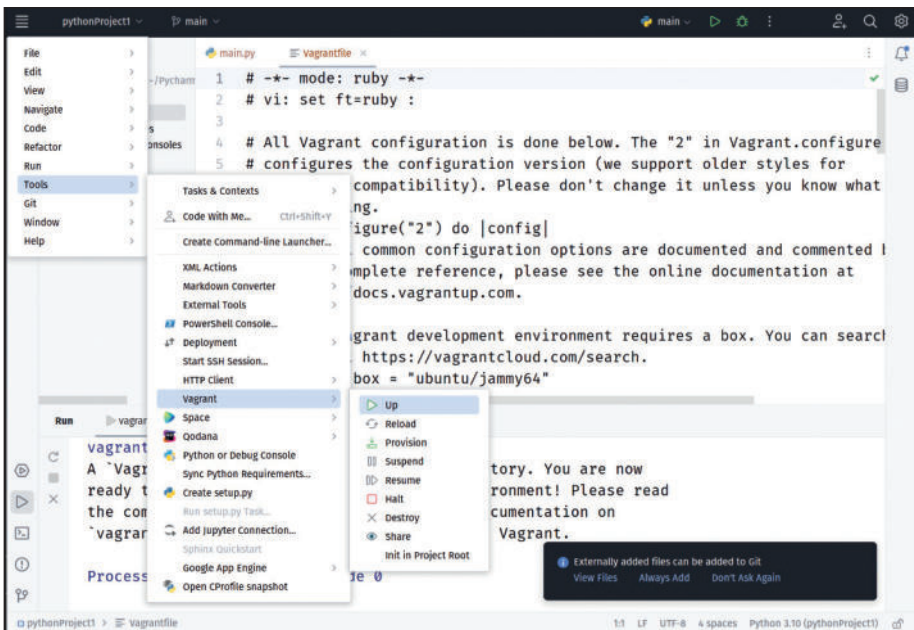 pythonProject1
main
main
File
Edit
View
Navigate
Code
Refactor
Run
Tools
Git
Window
Help
~/Pycharm
s
onsoles
main.py
Vagrantfile
1 # -*- mode: ruby -*-
2 # vi: set ft=ruby :
3
4 # All Vagrant configuration is done below. The "2" in Vagrant.configure
5 # configures the configuration version (we support older styles for
compatibility). Please don't change it unless you know what
ng.
igure("2") do |config|
common configuration options are documented and commented b
mplete reference, please see the online documentation at
docs.vagrantup.com.
agrant development environment requires a box. You can search
https://vagrantcloud.com/search.
box = "ubuntu/jammy64"
Tasks & Contexts
Code With Me... Ctrl+Shift+Y
Create Command-line Launcher...
XML Actions
Markdown Converter
External Tools
PowerShell Console...
Deployment
Start SSH Session...
HTTP Client
Vagrant
Space
Qodana
Python or Debug Console
Sync Python Requirements...
Create setup.py
Run setup.py Task...
Add Jupyter Connection...
Sphinx Quickstart
Google App Engine
Open CProfile snapshot
Up
Reload
Provision
Suspend
Resume
Halt
Destroy
Share
Init in Project Root
Run vagran
vagrant
A `Vagr tory. You are now
ready t ronment! Please read
the com cumentation on
`vagran Vagrant.
Process de 0
Externally added files can be added to Git
View Files Always Add Don't Ask Again
pythonProject1 > Vagrantfile
1:1 LF UTF-8 4 spaces Python 3.10 (pythonProject1)